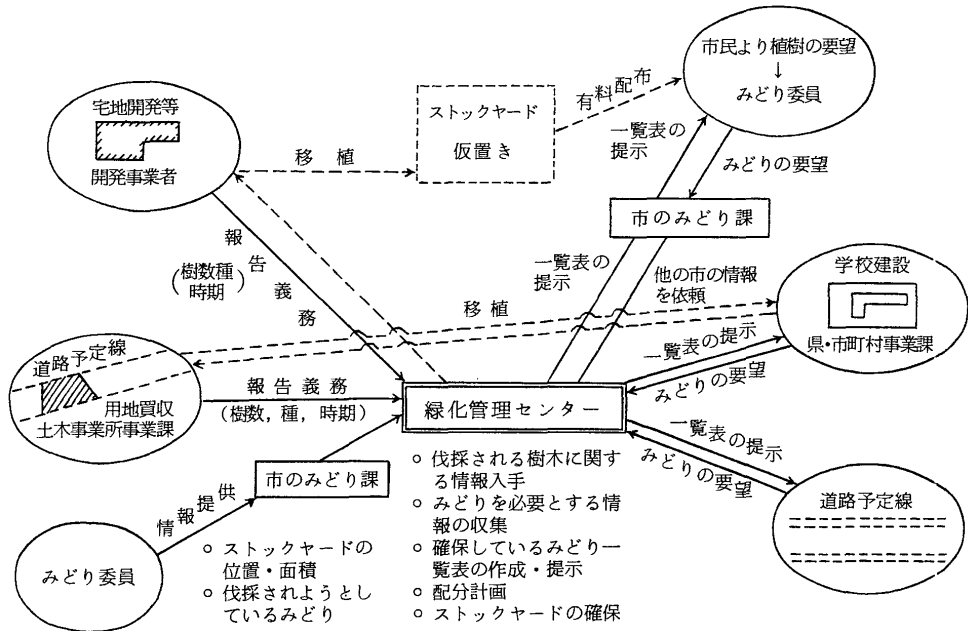 市民より植樹の要望
↓
みどり委員
宅地開発等
開発事業者
ストックヤード
仮置き
移植
有料配布
一覧表の
提示
みどりの要望
市のみどり課
報告義務
(樹数種
時期)
一覧表の
提示
他の市の情報
を依頼
学校建設
県・市町村事業課
移植
道路予定線
用地買収
土木事業所事業課
報告義務
(樹数,種,時期)
緑化管理センター
一覧表の提示
みどりの要望
一覧表の提示
みどりの要望
道路予定線
市のみどり課
情報提供
みどり委員
○ ストックヤードの
位置・面積
○ 伐採されようとし
ているみどり
○ 伐採される樹木に関す
る情報入手
○ みどりを必要とする情
報の収集
○ 確保しているみどり一
覧表の作成・提示
○ 配分計画
○ ストックヤードの確保